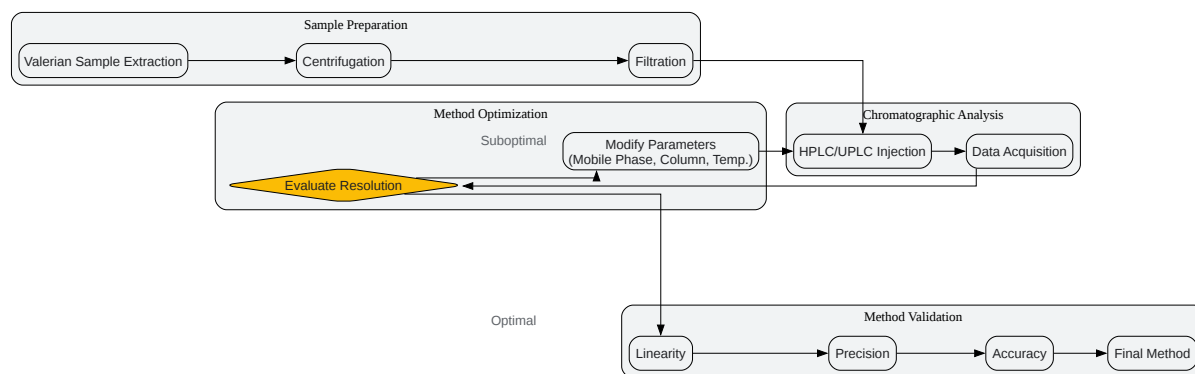 Sample Preparation
Valerian Sample Extraction
Centrifugation
Filtration
Method Optimization
Chromatographic Analysis
Suboptimal
Modify Parameters
(Mobile Phase, Column, Temp.)
HPLC/UPLC Injection
Data Acquisition
Evaluate Resolution
Optimal
Method Validation
Linearity
Precision
Accuracy
Final Method